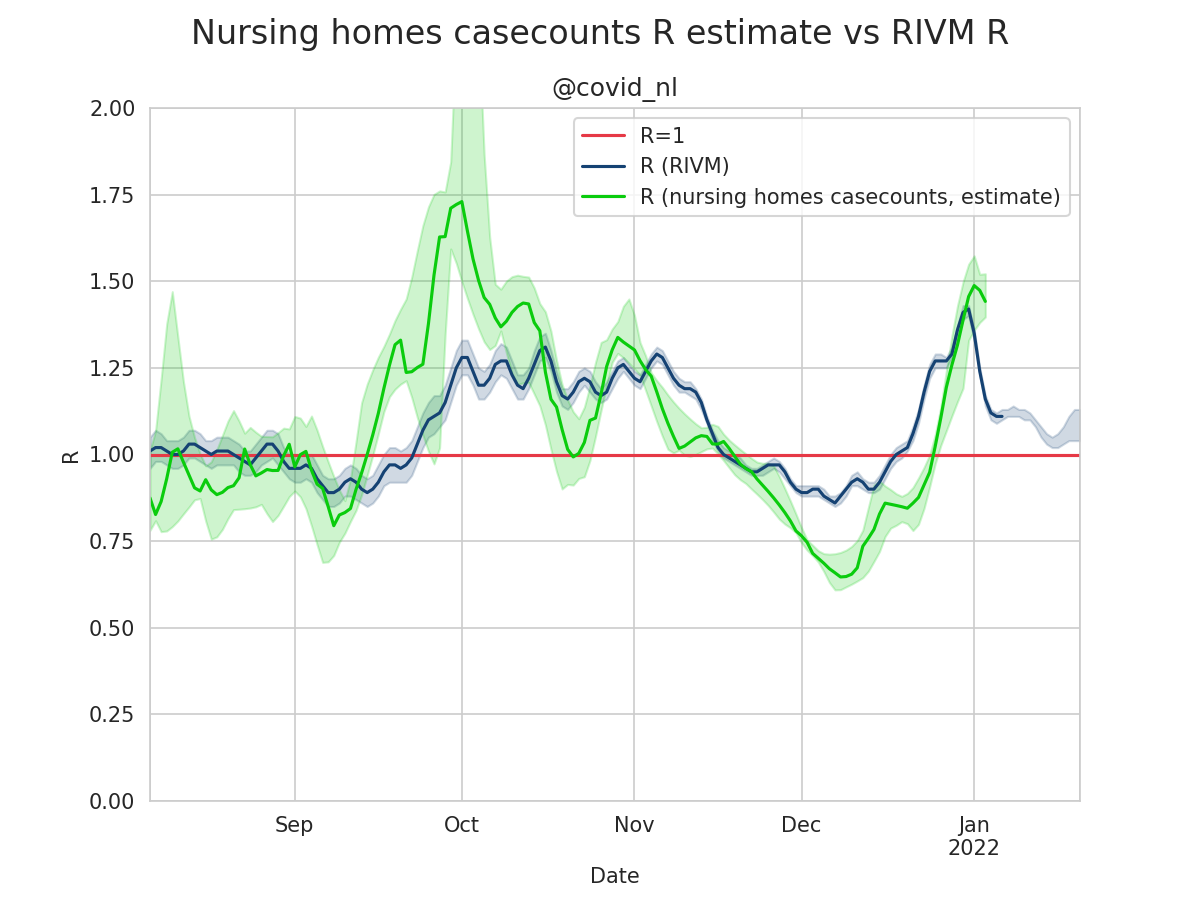 Nursing homes casecounts R estimate vs RIVM R
@covid_nl
R=1
R (RIVM)
R (nursing homes casecounts, estimate)
2.00
1.75
1.50
1.25
1.00
0.75
0.50
0.25
0.00
R
Sep
Oct
Nov
Dec
Jan
2022
Date